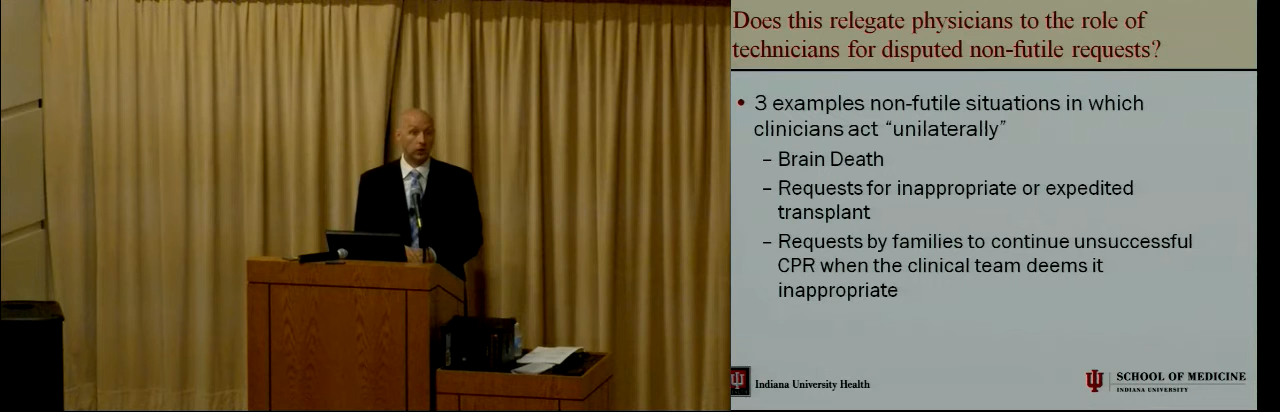 Does this relegate physicians to the role of
technicians for disputed non-futile requests?
• 3 examples non-futile situations in which
clinicians act “unilaterally”
– Brain Death
– Requests for inappropriate or expedited
transplant
– Requests by families to continue unsuccessful
CPR when the clinical team deems it
inappropriate
Indiana University Health
SCHOOL OF MEDICINE
INDIANA UNIVERSITY